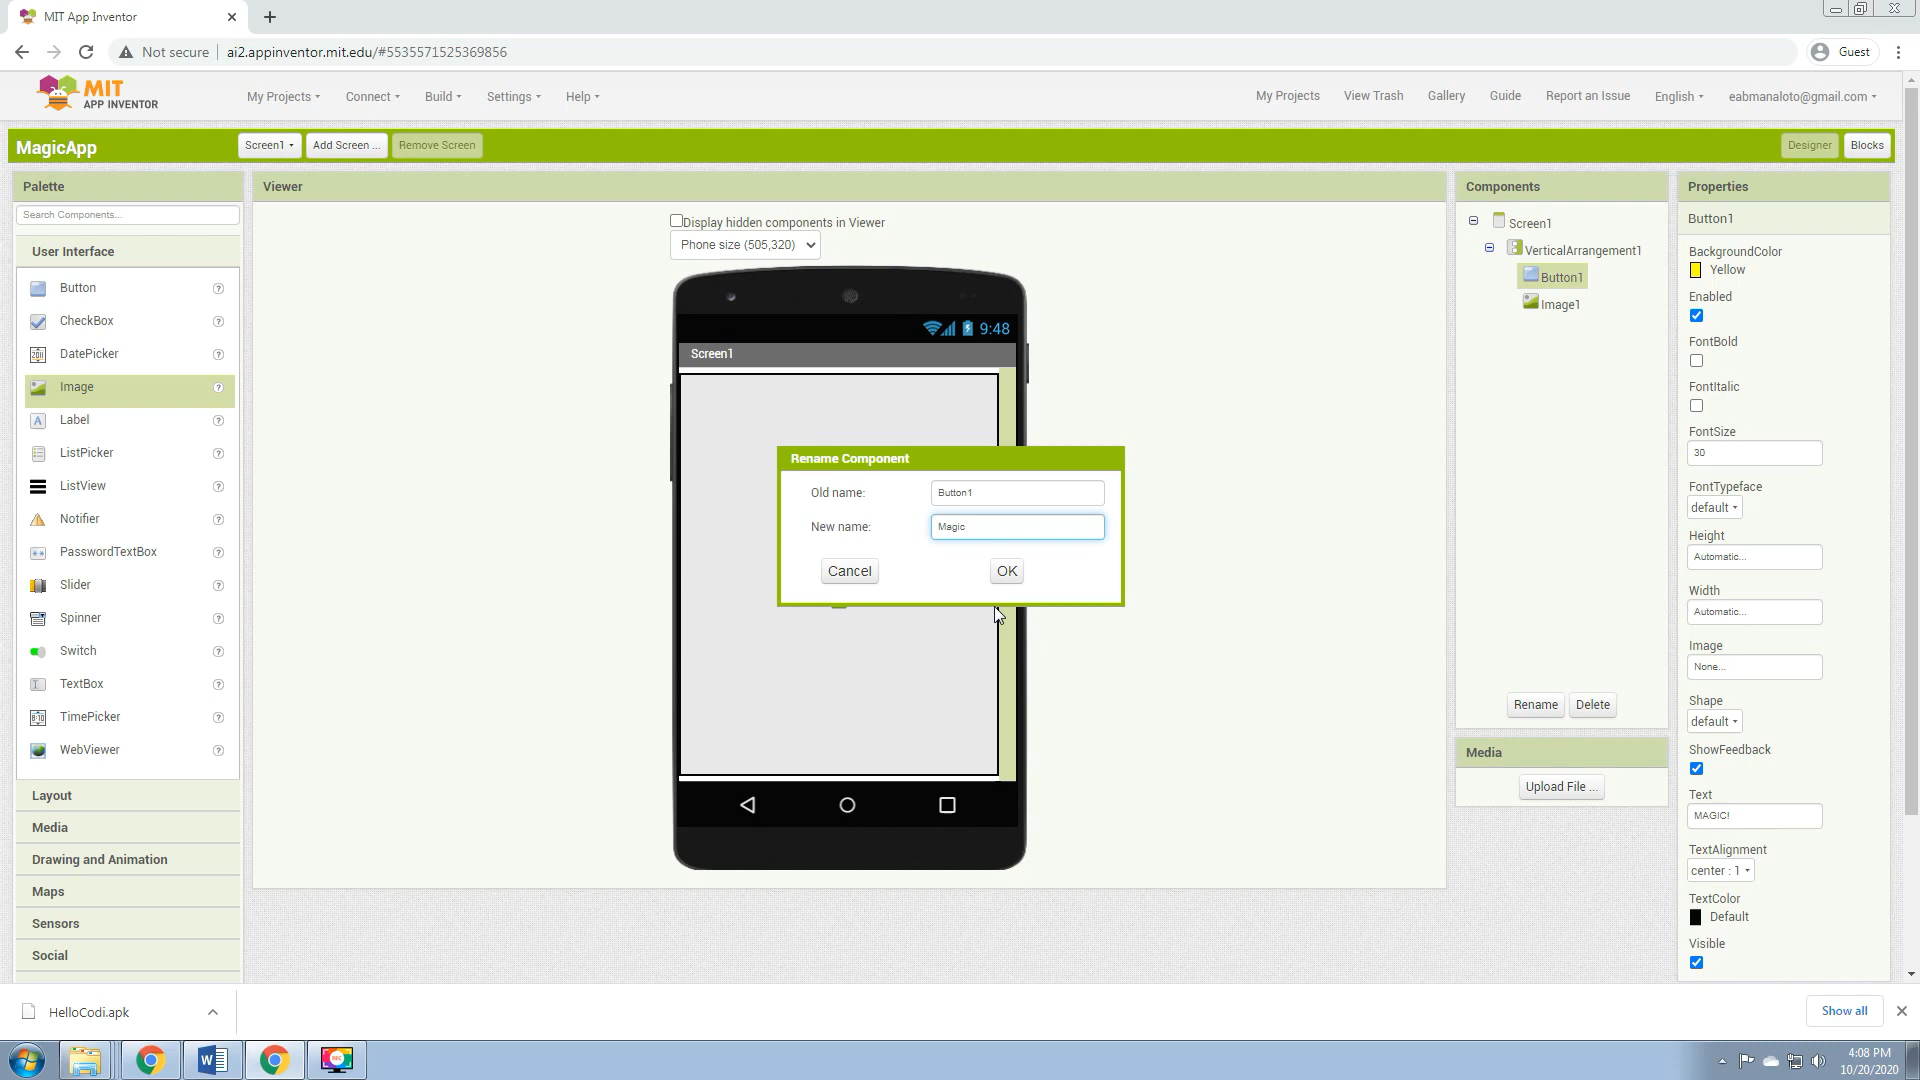 MIT App Inventor
Not secure
ai2.appinventor.mit.edu/#5535571525369856
Guest
MIT
APP INVENTOR
My Projects
Connect
Build
Settings
Help
My Projects
View Trash
Gallery
Guide
Report an Issue
English
eabmanaloto@gmail.com
MagicApp
Screen1
Add Screen ...
Remove Screen
Designer
Blocks
Palette
Search Components...
User Interface
Button
CheckBox
DatePicker
Image
Label
ListPicker
ListView
Notifier
PasswordTextBox
Slider
Spinner
Switch
TextBox
TimePicker
WebViewer
Layout
Media
Drawing and Animation
Maps
Sensors
Social
Viewer
Display hidden components in Viewer
Phone size (505,320)
9:48
Screen1
Rename Component
Old name:
Button1
New name:
Magic
Cancel
OK
Components
Screen1
VerticalArrangement1
Button1
Image1
Rename
Delete
Media
Upload File ...
Properties
Button1
BackgroundColor
Yellow
Enabled
FontBold
FontItalic
FontSize
30
FontTypeface
default
Height
Automatic...
Width
Automatic...
Image
None...
Shape
default
ShowFeedback
Text
MAGIC!
TextAlignment
center : 1
TextColor
Default
Visible
HelloCodi.apk
Show all
4:08 PM
10/20/2020